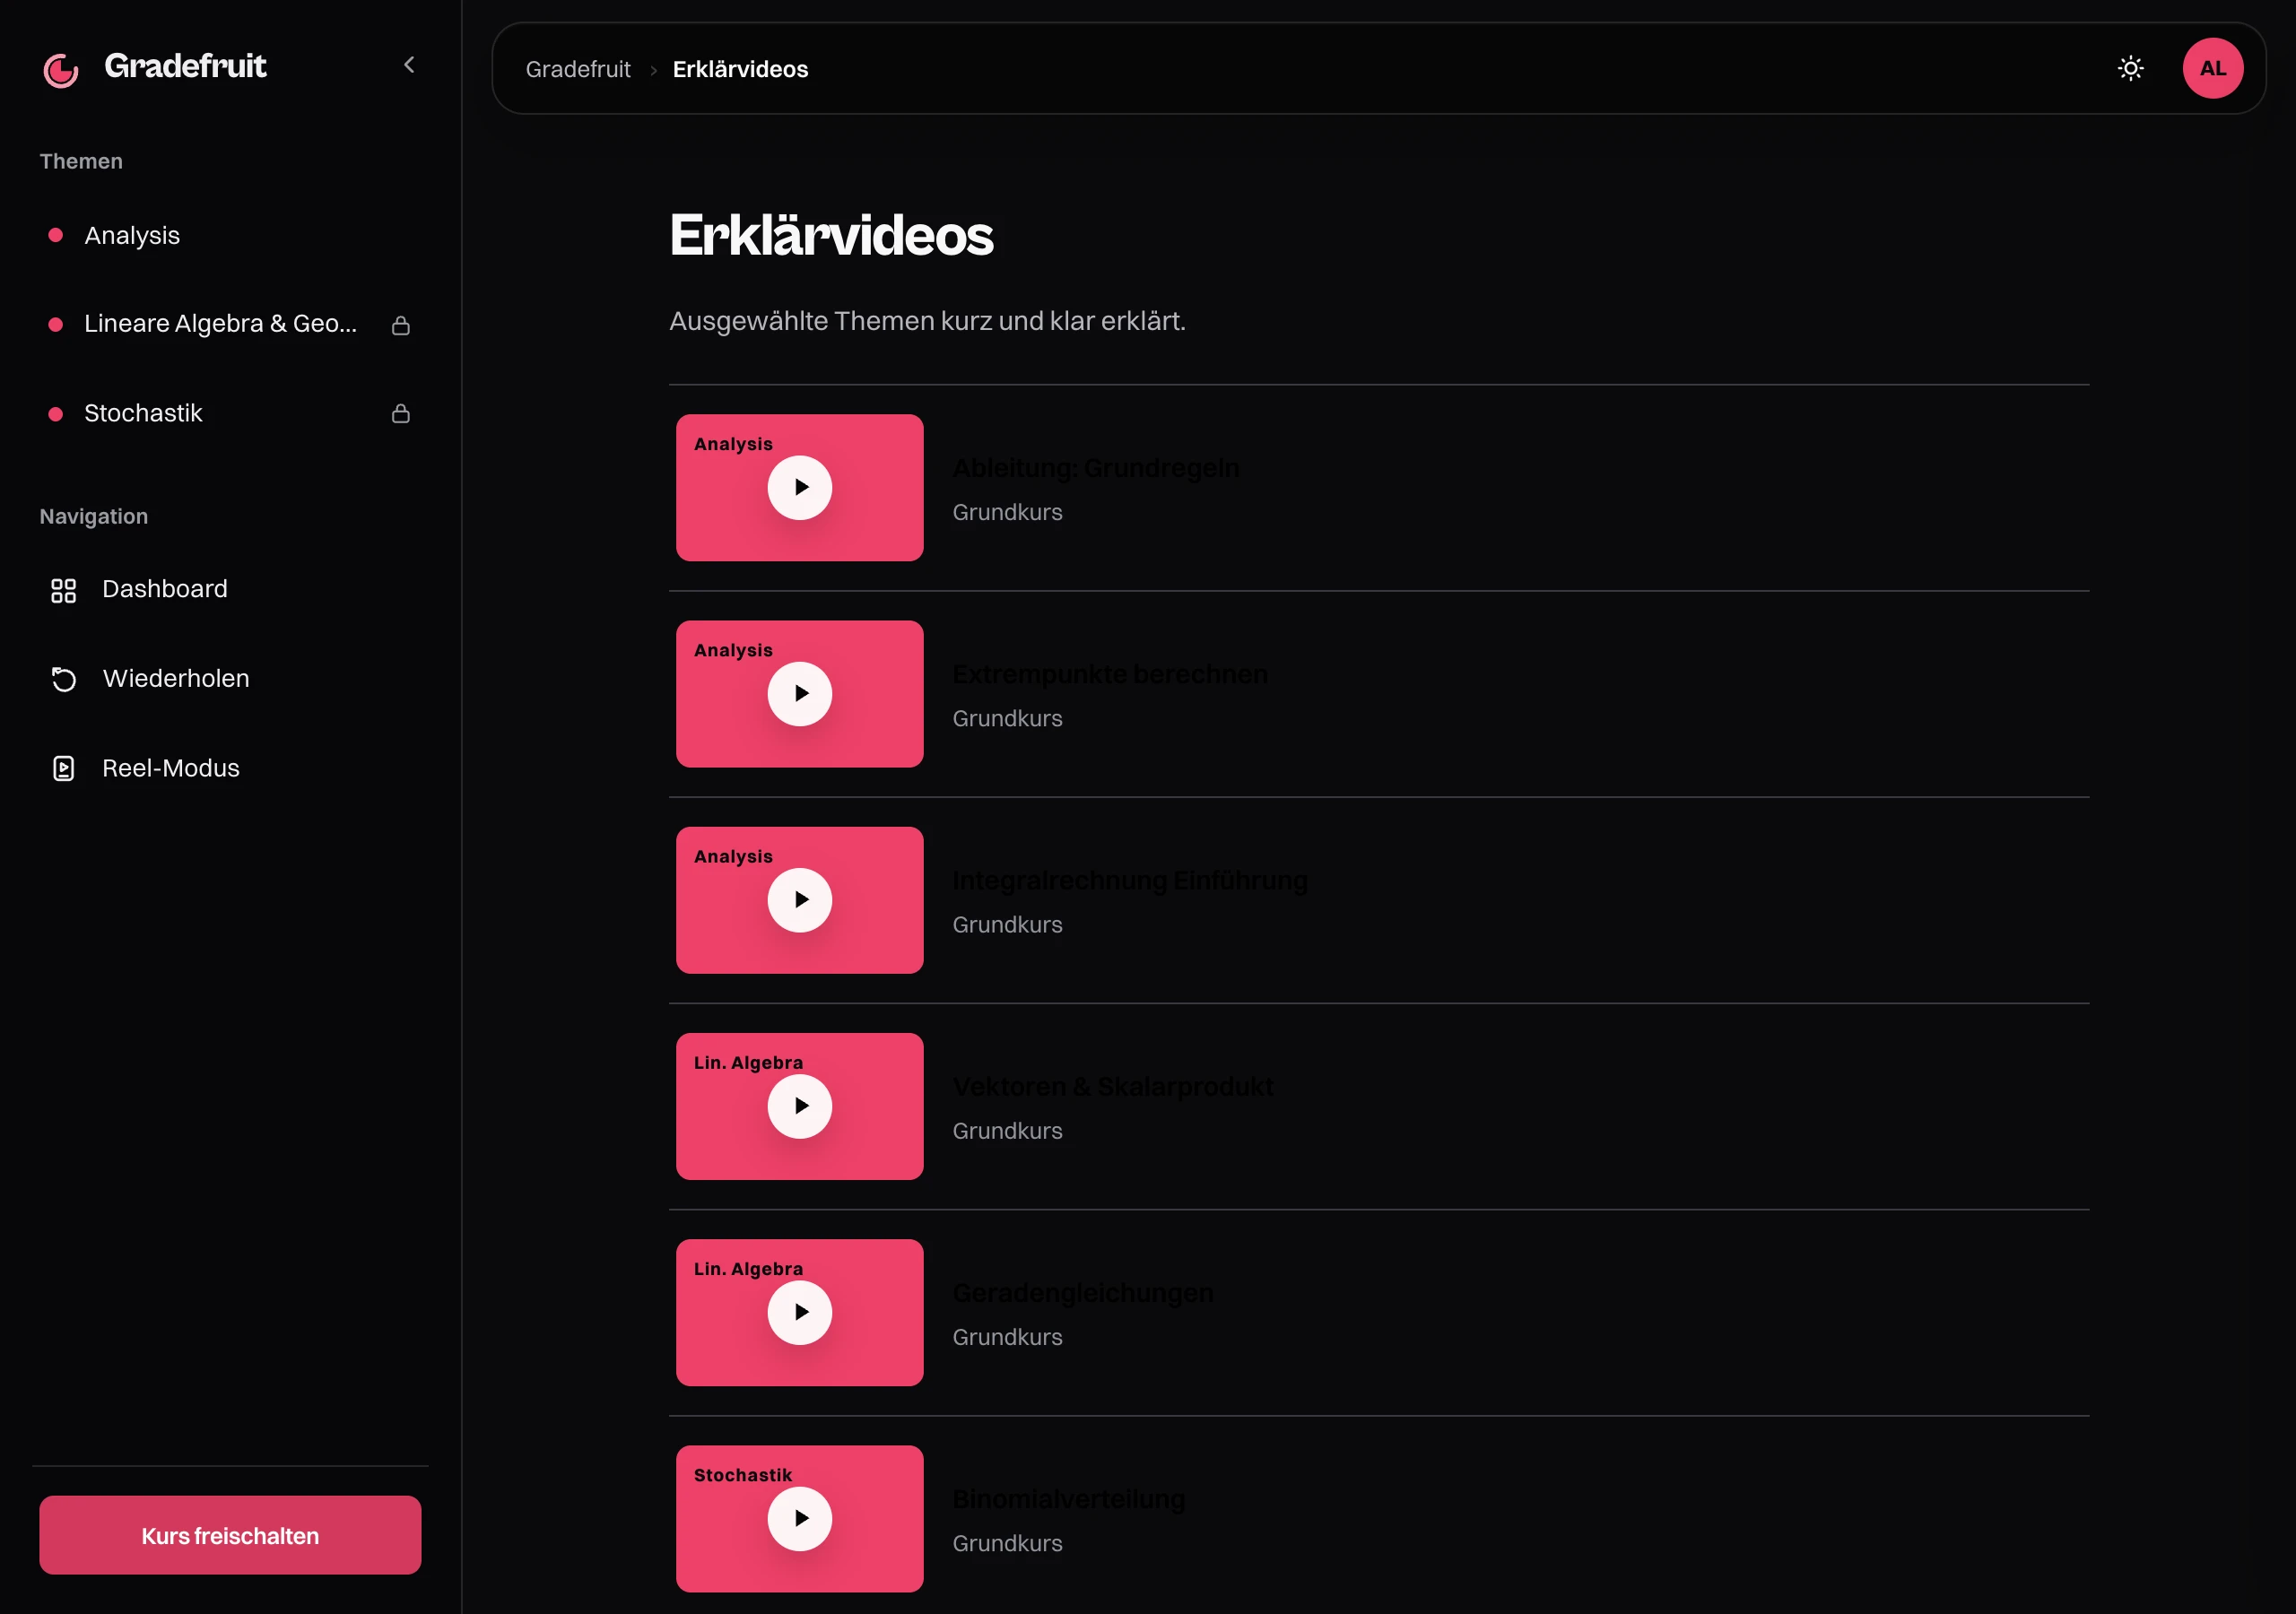 Gradefruit
Themen
Analysis
Lineare Algebra & Geo...
Stochastik
Navigation
Dashboard
Wiederholen
Reel-Modus
Kurs freischalten
Gradefruit › Erklärvideos
AL
Erklärvideos
Ausgewählte Themen kurz und klar erklärt.
Analysis
Ableitung: Grundregeln
Grundkurs
Analysis
Extrempunkte berechnen
Grundkurs
Analysis
Integralrechnung Einführung
Grundkurs
Lin. Algebra
Vektoren & Skalarprodukt
Grundkurs
Lin. Algebra
Geradengleichungen
Grundkurs
Stochastik
Binomialverteilung
Grundkurs